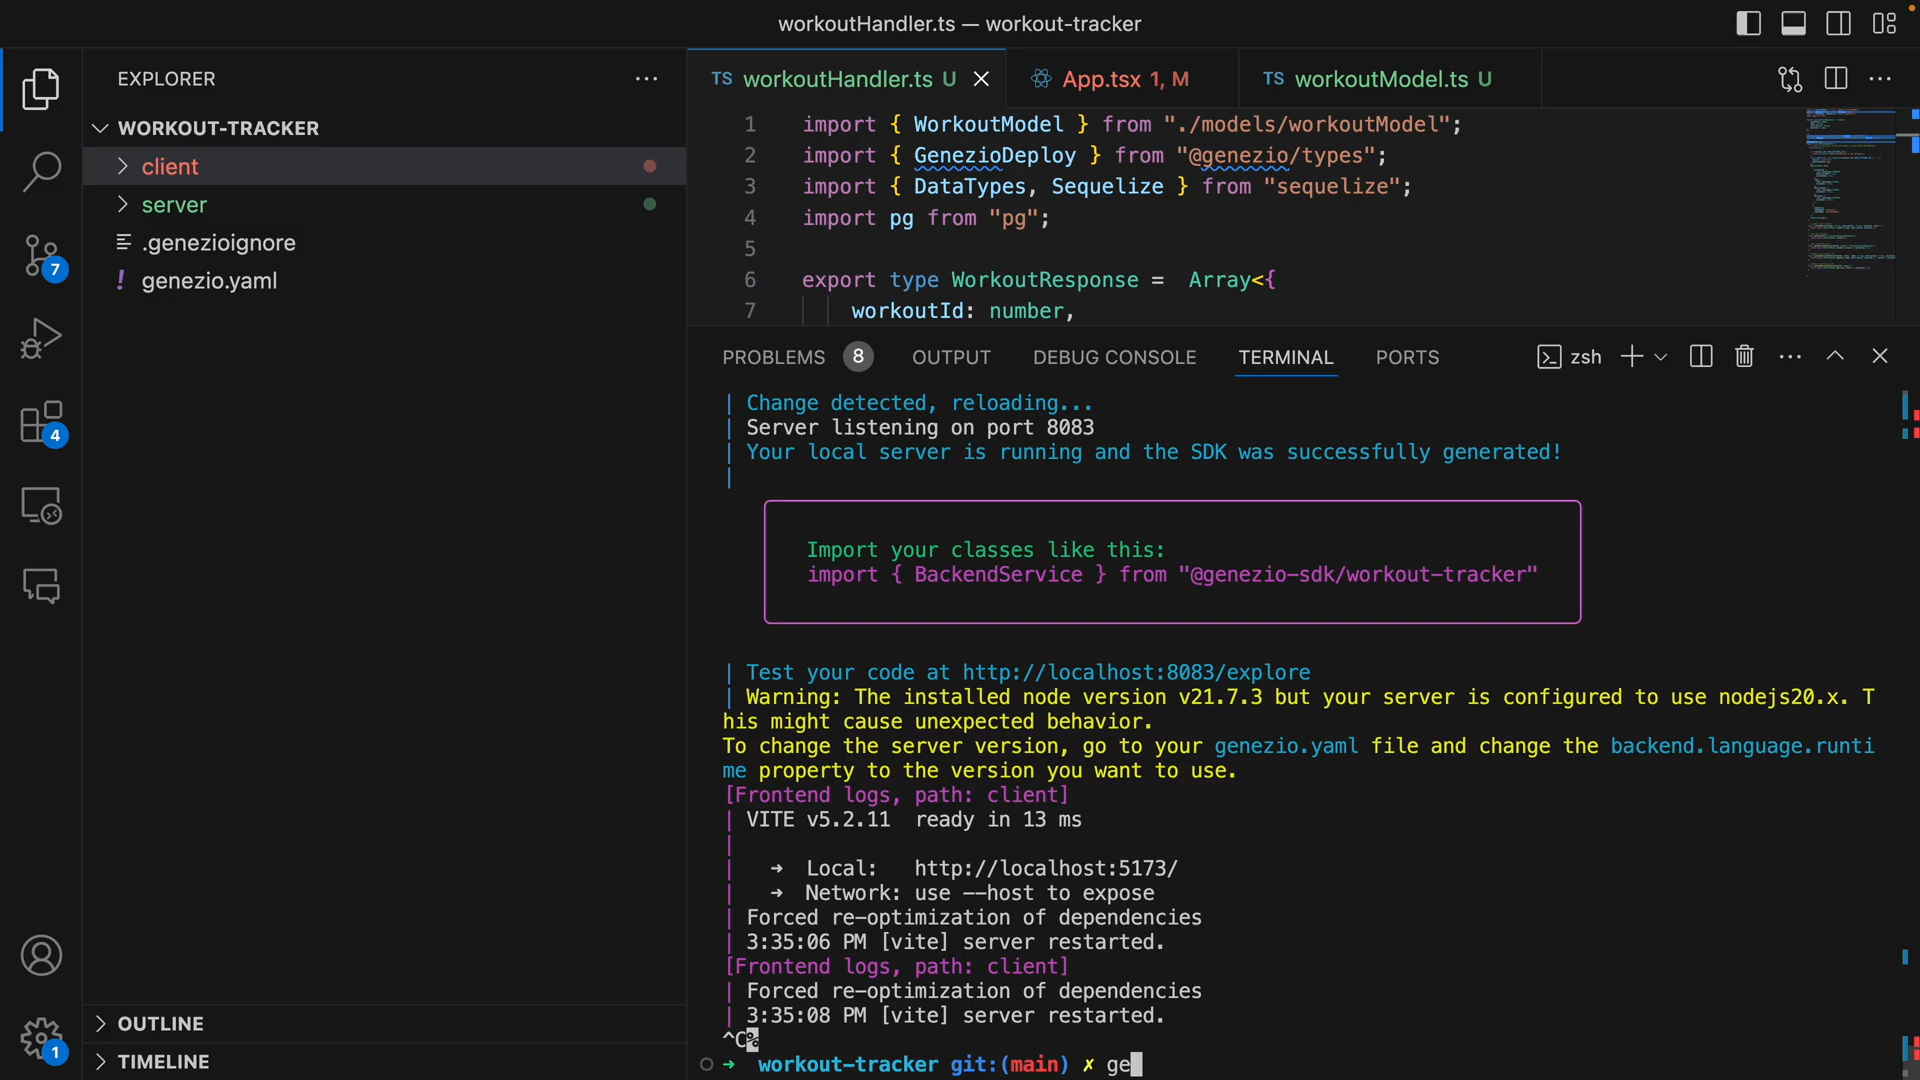 workoutHandler.ts — workout-tracker
EXPLORER
WORKOUT-TRACKER
client
server
.genezioignore
! genezio.yaml
7
4
1
OUTLINE
TIMELINE
TS workoutHandler.ts U
App.tsx 1, M
TS workoutModel.ts U
1 import { WorkoutModel } from "./models/workoutModel";
2 import { GenezioDeploy } from "@genezio/types";
3 import { DataTypes, Sequelize } from "sequelize";
4 import pg from "pg";
5
6 export type WorkoutResponse = Array<{
7 workoutId: number,
PROBLEMS 8 OUTPUT DEBUG CONSOLE TERMINAL PORTS zsh
| Change detected, reloading...
| Server listening on port 8083
| Your local server is running and the SDK was successfully generated!
|
Import your classes like this:
import { BackendService } from "@genezio-sdk/workout-tracker"
| Test your code at http://localhost:8083/explore
| Warning: The installed node version v21.7.3 but your server is configured to use nodejs20.x. T
his might cause unexpected behavior.
To change the server version, go to your genezio.yaml file and change the backend.language.runti
me property to the version you want to use.
[Frontend logs, path: client]
| VITE v5.2.11  ready in 13 ms
|
|   ➜  Local:   http://localhost:5173/
|   ➜  Network: use --host to expose
| Forced re-optimization of dependencies
| 3:35:06 PM [vite] server restarted.
[Frontend logs, path: client]
| Forced re-optimization of dependencies
| 3:35:08 PM [vite] server restarted.
^C%
➜  workout-tracker git:(main) ✗ ge